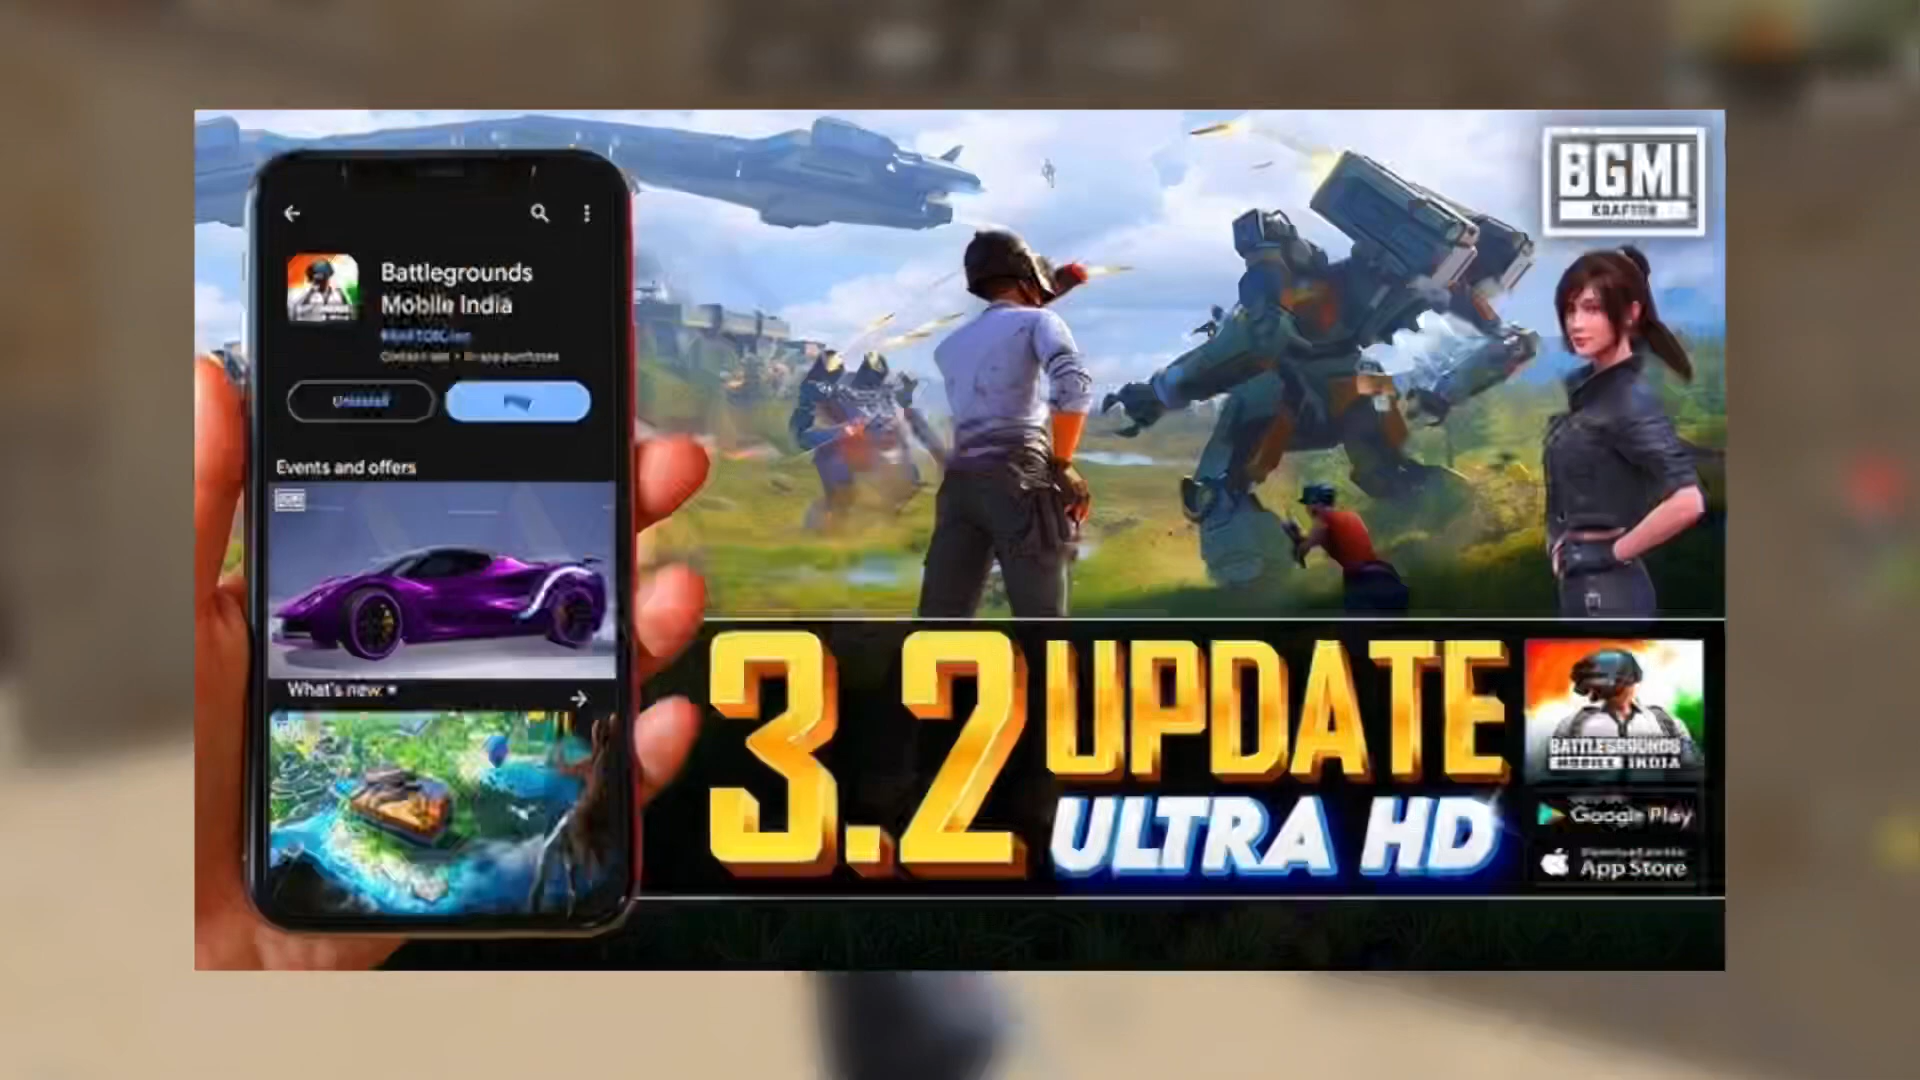 BGMI
KRAFTON
Battlegrounds
Mobile India
Events and offers
What's new
3.2 UPDATE
ULTRA HD
BATTLEGROUNDS
MOBILE INDIA
Google Play
App Store